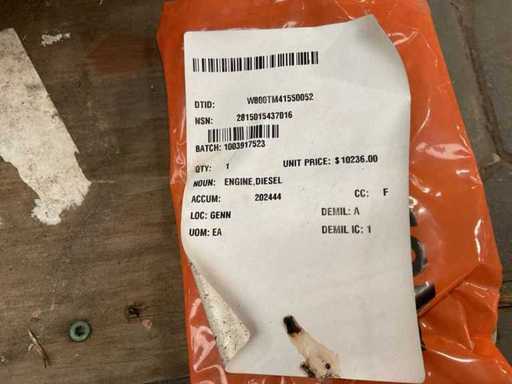 DTID: W800TM41550052
NSN: 2815015437016
BATCH: 1003917523
QTY: 1 UNIT PRICE: $10236.00
NOUN: ENGINE,DIESEL
ACCUM: 202444 CC: F
LOC: GENN DEMIL: A
UOM: EA DEMIL IC: 1